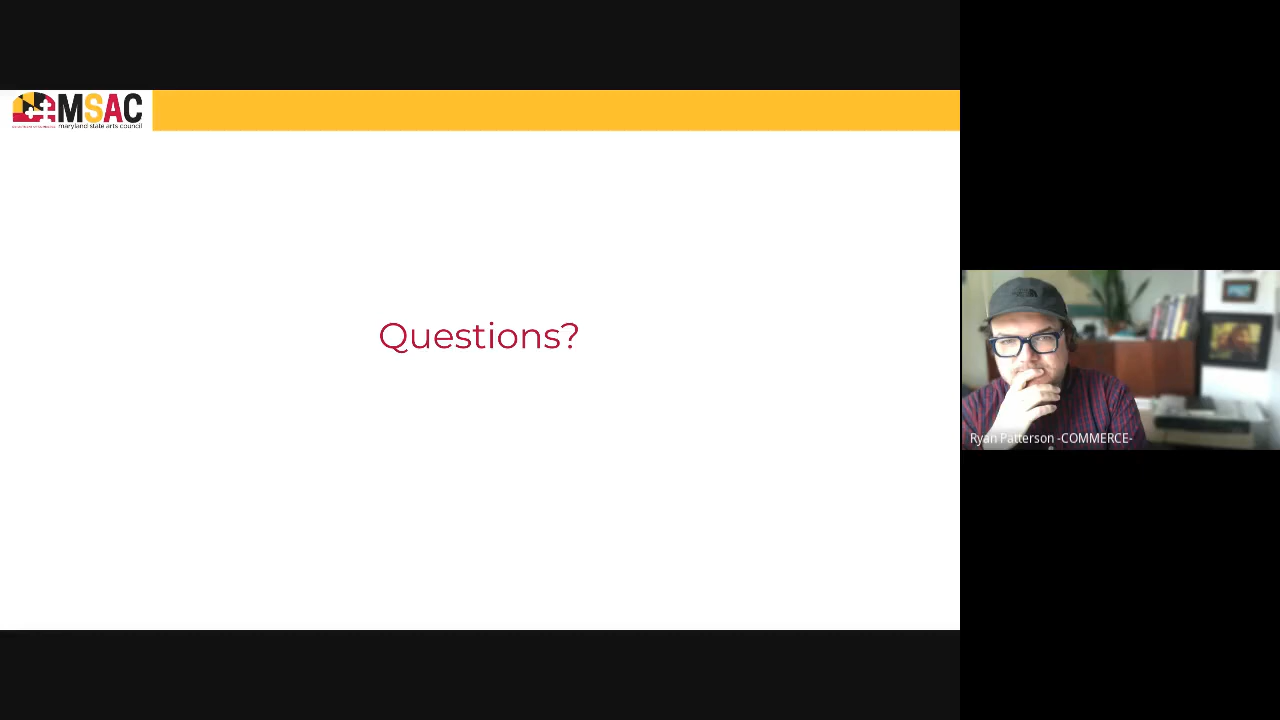 MSAC
maryland state arts council
Questions?
Ryan Patterson -COMMERCE-